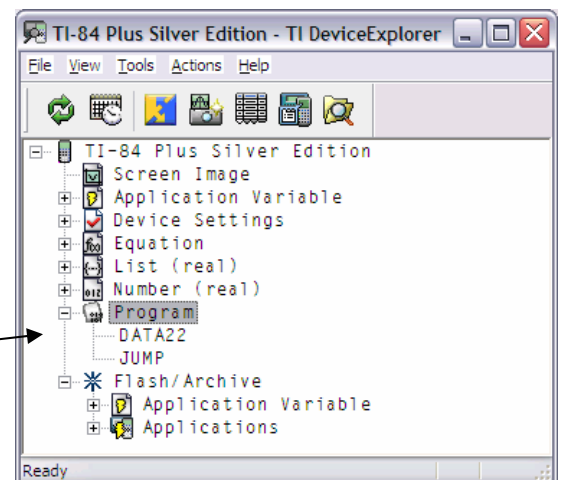 TI-84 Plus Silver Edition - TI DeviceExplorer
File View Tools Actions Help
TI-84 Plus Silver Edition
Screen Image
Application Variable
Device Settings
Equation
List (real)
Number (real)
Program
DATA22
JUMP
Flash/Archive
Application Variable
Applications
Ready